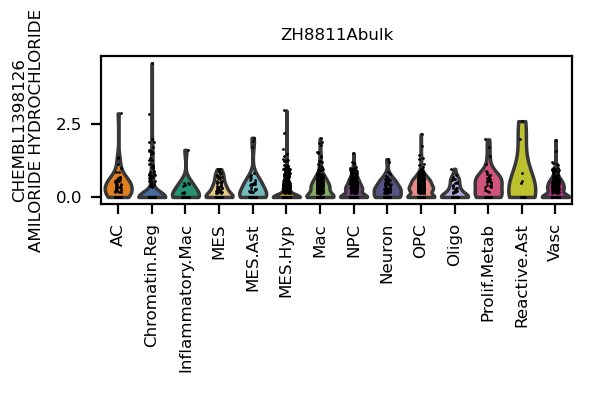 ZH8811Abulk
CHEMBL1398126
AMILORIDE HYDROCHLORIDE
2.5
0.0
AC
Chromatin.Reg
Inflammatory.Mac
MES
MES.Ast
MES.Hyp
Mac
NPC
Neuron
OPC
Oligo
Prolif.Metab
Reactive.Ast
Vasc